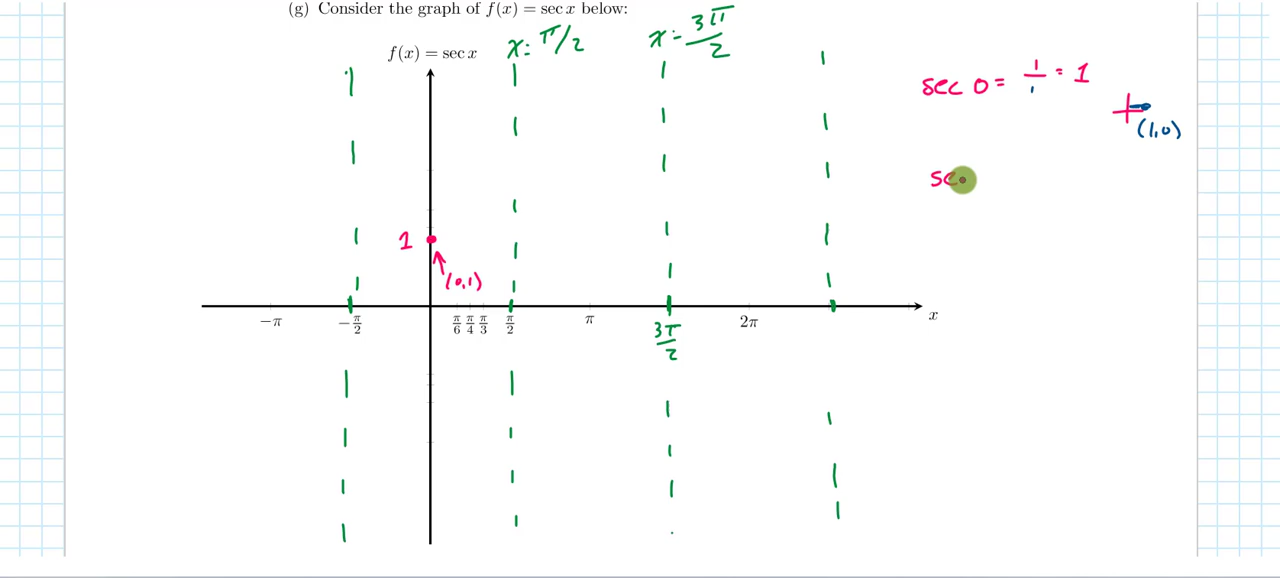 (g) Consider the graph of f(x) = sec x below:
f(x) = sec x
x = π/2
x = 3π/2
sec 0 = 1/1 = 1
(1,0)
se
1
(0,1)
−π
−π/2
π/6 π/4 π/3 π/2
π
3π/2
2π
x